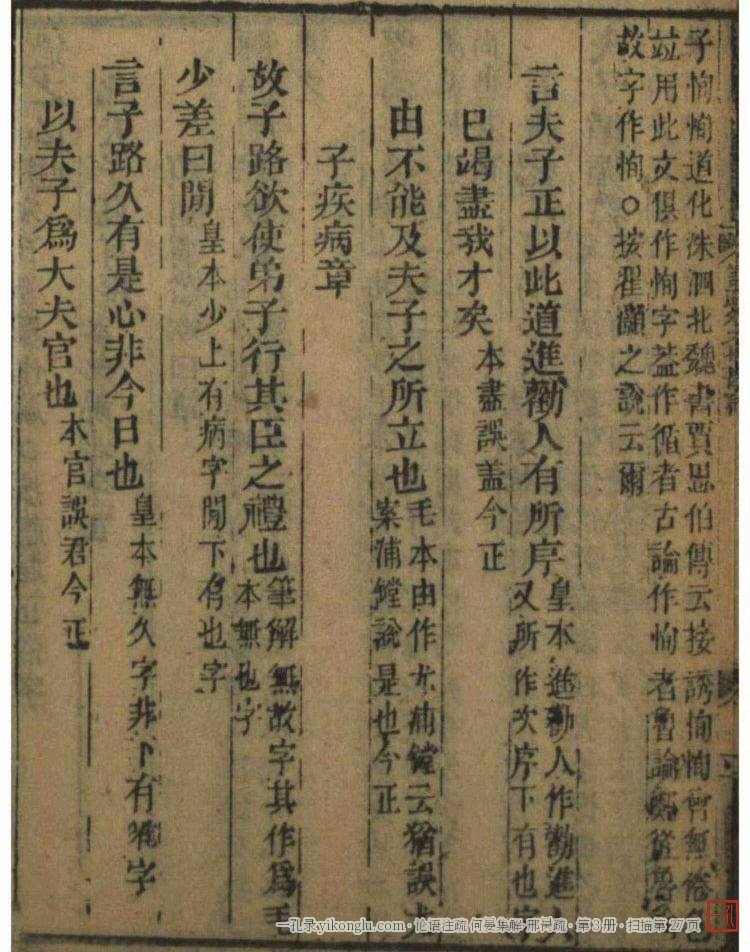 子恂恂道化洙泗北魏書賈思伯傳云接誘恂恂曾無倦
竝用此文俱作恂字葢作循者古論作恂者魯論鄭從魯
故字作恂○按翟灝之說云爾
言夫子正以此道進勸人有所序皇本進勸人作勸進人
又所作次序下有也字
已竭盡我才矣本盡誤盖今正
由不能及夫子之所立也毛本由作尤浦鏜云猶誤尤
案浦鏜說是也今正
子疾病章
故子路欲使弟子行其臣之禮也筆解無故字其作爲毛
本無也字
少差曰閒皇本少上有病字閒下有也字
言子路久有是心非今日也皇本無久字非下有唯字
以夫子爲大夫官也本官誤君今正
一孔录yikonglu.com·论语注疏.何晏集解.邢昺疏·第3册·扫描第27页